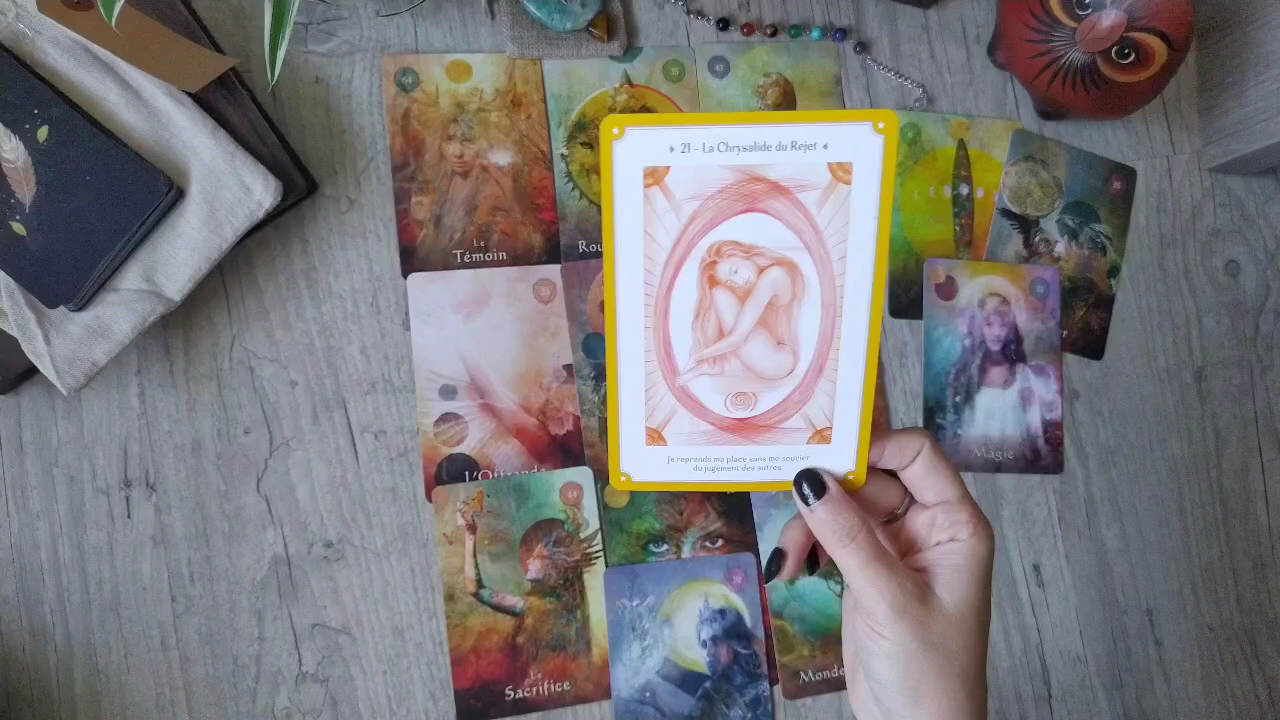 21 - La Chrysalide du Rejet
Le
Témoin
Rou
L'Offrande
Je reprends ma place sans me soucier
du jugement des autres.
Magie
Le
Sacrifice
Monde